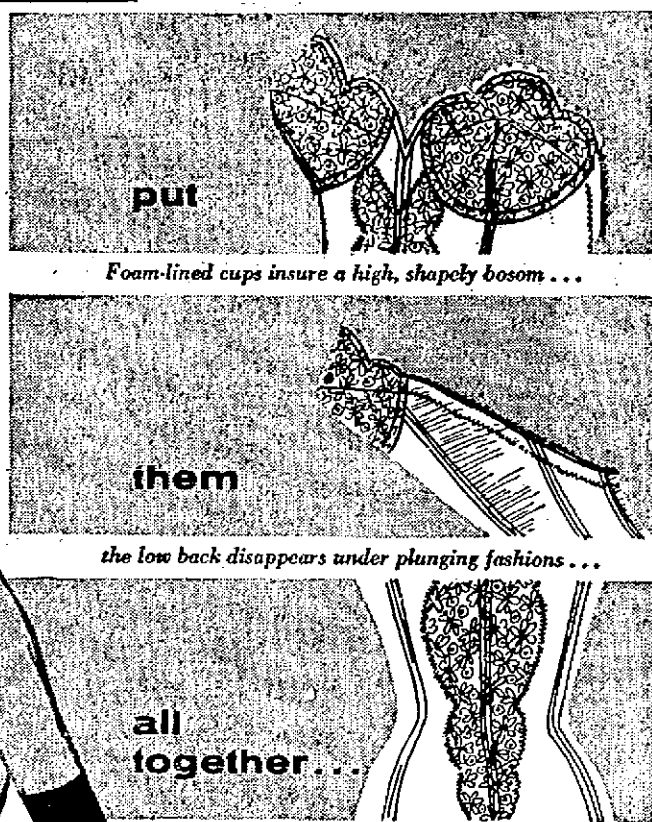 put
Foam-lined cups insure a high, shapely bosom . . .
them
the low back disappears under plunging fashions . . .
all
together. . .